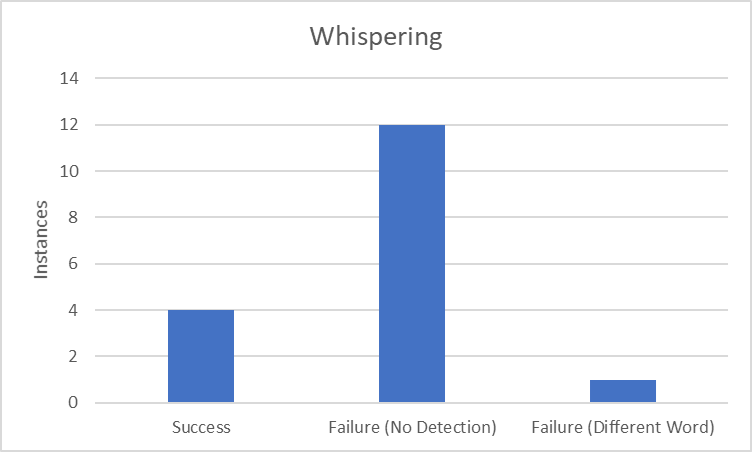 Whispering
Instances
14
12
10
8
6
4
2
0
Success
Failure (No Detection)
Failure (Different Word)